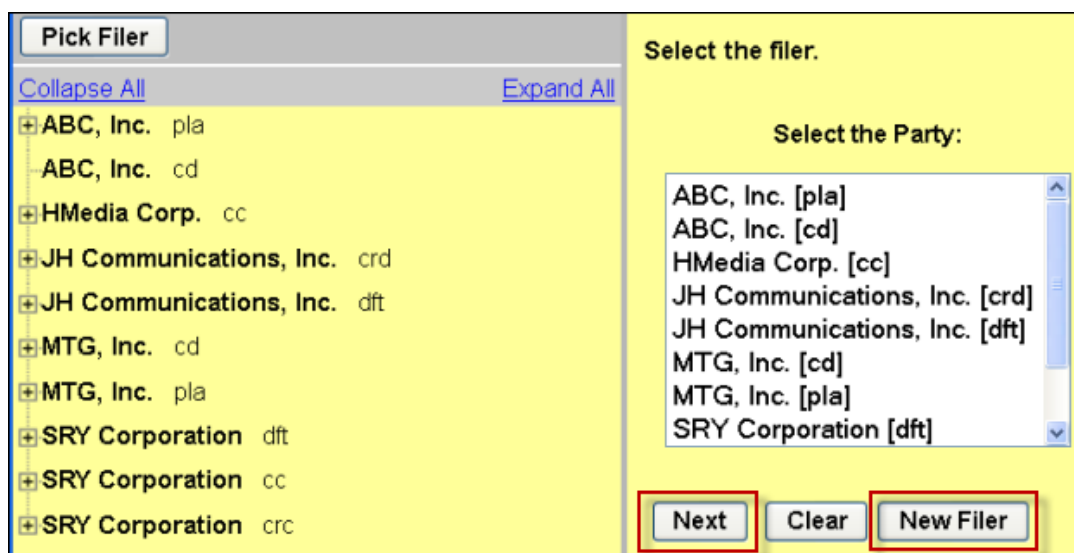 Pick Filer
Collapse All Expand All
ABC, Inc. pla
ABC, Inc. cd
HMedia Corp. cc
JH Communications, Inc. crd
JH Communications, Inc. dft
MTG, Inc. cd
MTG, Inc. pla
SRY Corporation dft
SRY Corporation cc
SRY Corporation crc
Select the filer.
Select the Party:
ABC, Inc. [pla]
ABC, Inc. [cd]
HMedia Corp. [cc]
JH Communications, Inc. [crd]
JH Communications, Inc. [dft]
MTG, Inc. [cd]
MTG, Inc. [pla]
SRY Corporation [dft]
Next Clear New Filer